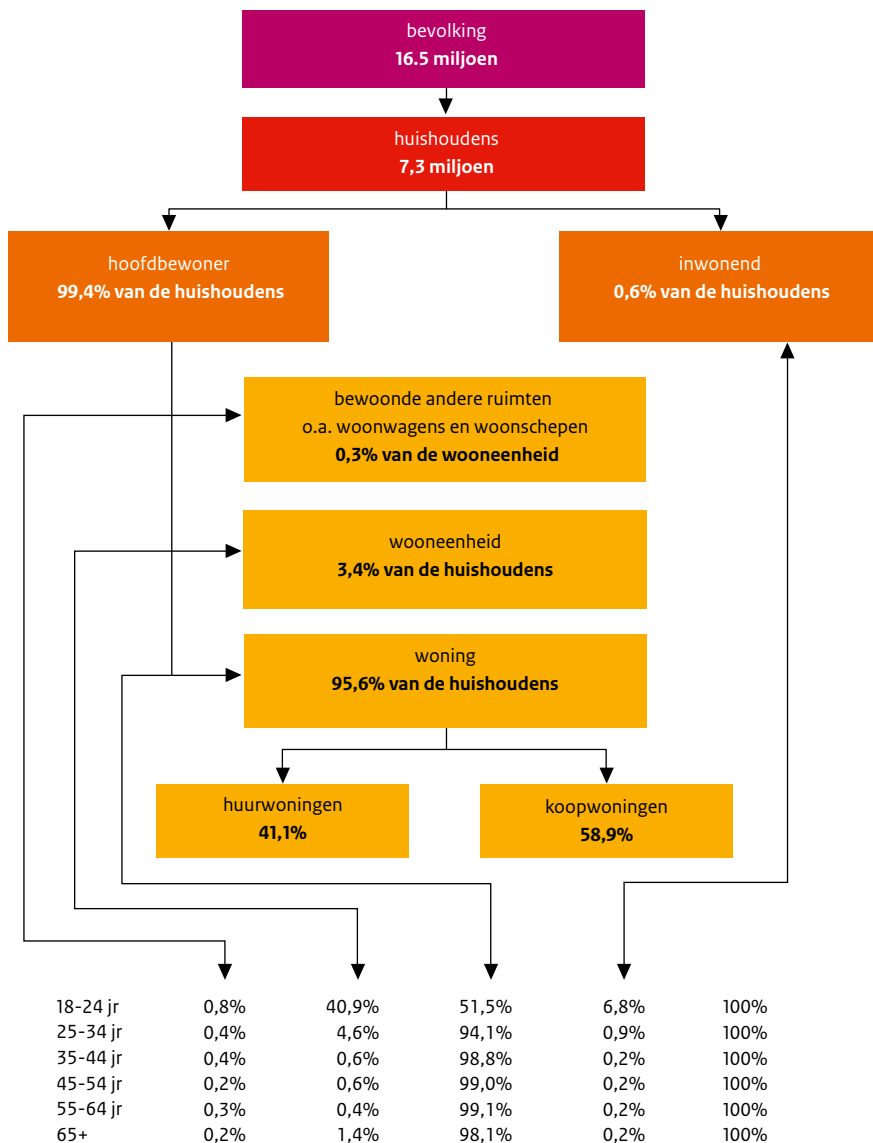 bevolking
16.5 miljoen
huishoudens
7,3 miljoen
hoofdbewoner
99,4% van de huishoudens
inwonend
0,6% van de huishoudens
bewoonde andere ruimten
o.a. woonwagens en woonschepen
0,3% van de wooneenheid
wooneenheid
3,4% van de huishoudens
woning
95,6% van de huishoudens
huurwoningen
41,1%
koopwoningen
58,9%
18-24 jr 0,8% 40,9% 51,5% 6,8% 100%
25-34 jr 0,4% 4,6% 94,1% 0,9% 100%
35-44 jr 0,4% 0,6% 98,8% 0,2% 100%
45-54 jr 0,2% 0,6% 99,0% 0,2% 100%
55-64 jr 0,3% 0,4% 99,1% 0,2% 100%
65+ 0,2% 1,4% 98,1% 0,2% 100%